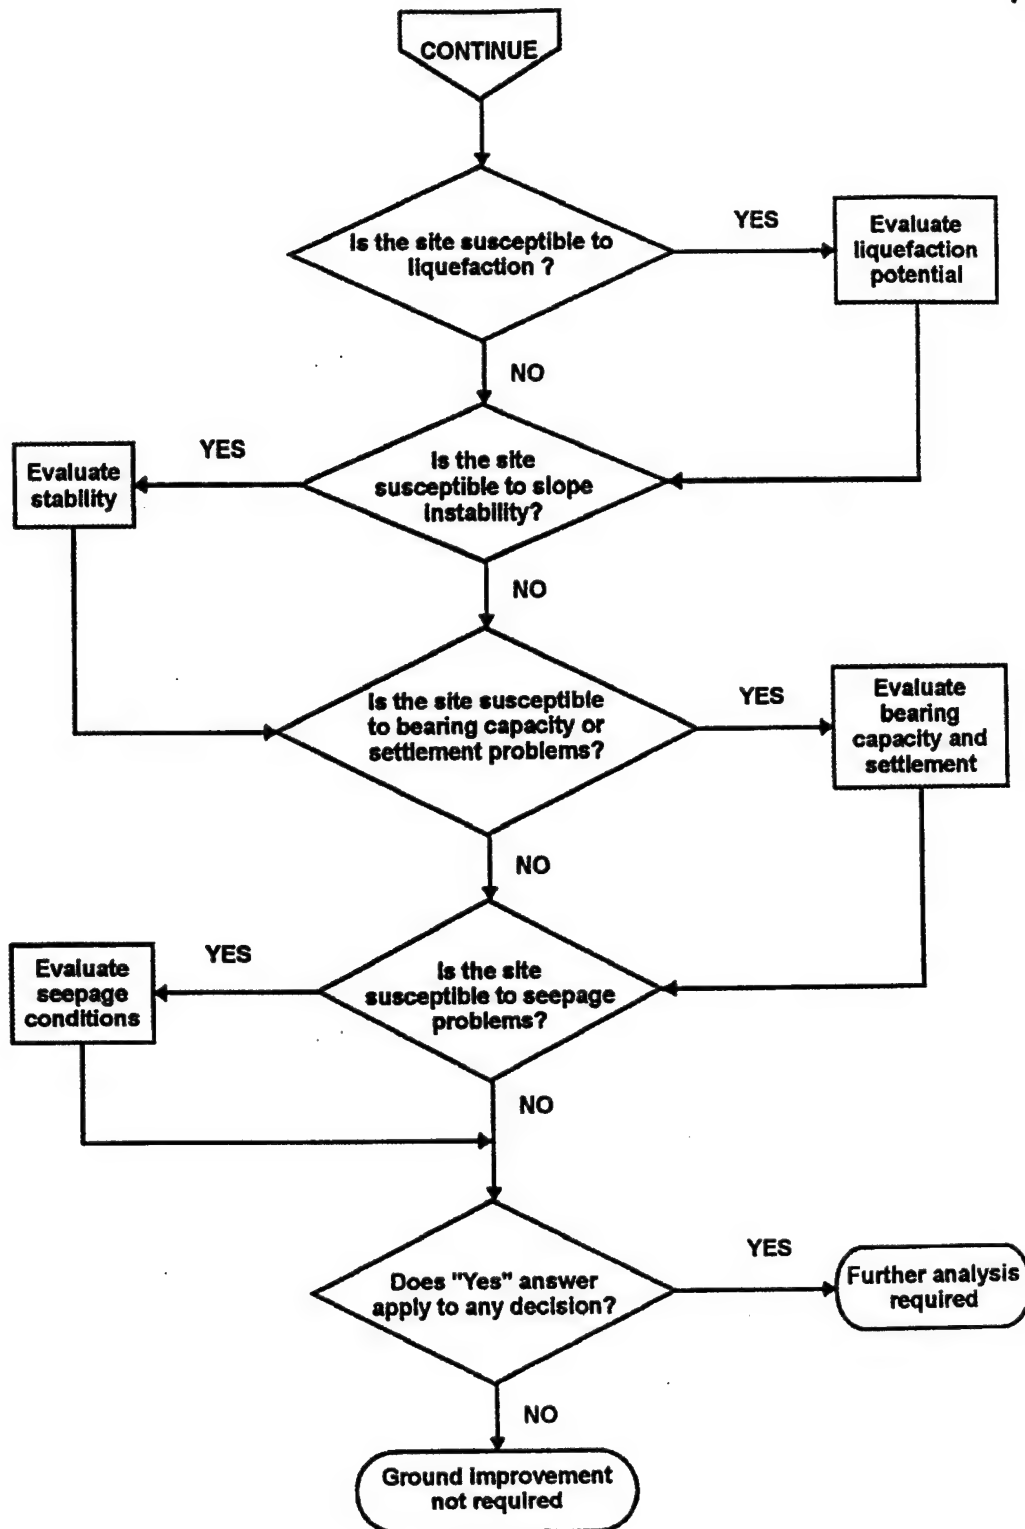 CONTINUE
Is the site susceptible to
liquefaction ?
YES
Evaluate
liquefaction
potential
NO
Is the site
susceptible to slope
instability?
YES
Evaluate
stability
NO
Is the site susceptible
to bearing capacity or
settlement problems?
YES
Evaluate
bearing
capacity and
settlement
NO
Is the site
susceptible to seepage
problems?
YES
Evaluate
seepage
conditions
NO
Does "Yes" answer
apply to any decision?
YES
Further analysis
required
NO
Ground improvement
not required